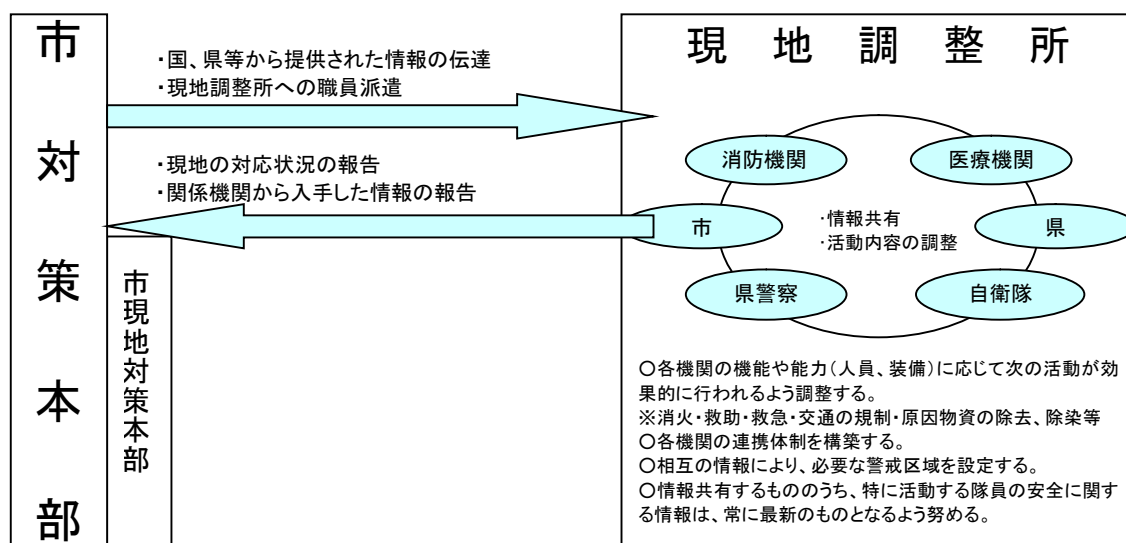 市対策本部
・国、県等から提供された情報の伝達
・現地調整所への職員派遣
・現地の対応状況の報告
・関係機関から入手した情報の報告
市現地対策本部
現地調整所
消防機関
医療機関
市
・情報共有
・活動内容の調整
県
県警察
自衛隊
○各機関の機能や能力(人員、装備)に応じて次の活動が効
果的に行われるよう調整する。
※消火・救助・救急・交通の規制・原因物資の除去、除染等
○各機関の連携体制を構築する。
○相互の情報により、必要な警戒区域を設定する。
○情報共有するもののうち、特に活動する隊員の安全に関す
る情報は、常に最新のものとなるよう努める。